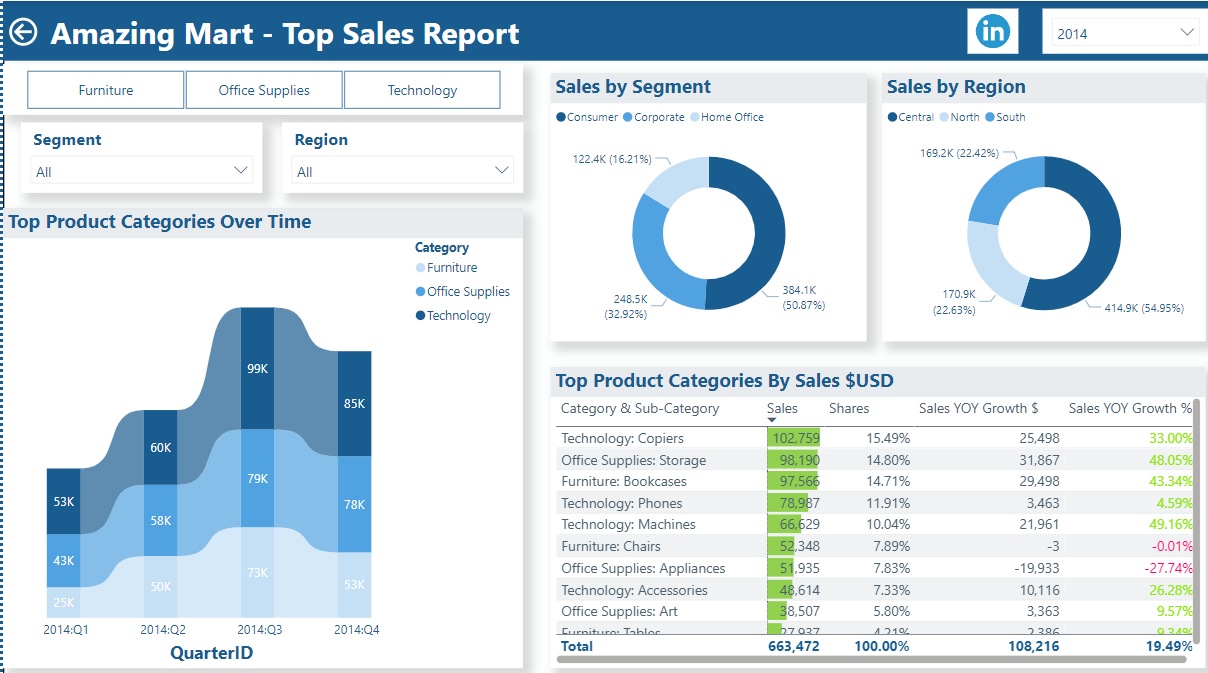 Amazing Mart - Top Sales Report
in
2014
Furniture
Office Supplies
Technology
Segment
All
Region
All
Top Product Categories Over Time
Category
Furniture
Office Supplies
Technology
99K
85K
60K
79K
53K
58K
78K
43K
73K
50K
53K
25K
2014:Q1 2014:Q2 2014:Q3 2014:Q4
QuarterID
Sales by Segment
Consumer Corporate Home Office
122.4K (16.21%)
248.5K
(32.92%)
384.1K
(50.87%)
Sales by Region
Central North South
169.2K (22.42%)
170.9K
(22.63%)
414.9K (54.95%)
Top Product Categories By Sales $USD
Category & Sub-Category Sales Shares Sales YOY Growth $ Sales YOY Growth %
Technology: Copiers 102,759 15.49% 25,498 33.00%
Office Supplies: Storage 98,190 14.80% 31,867 48.05%
Furniture: Bookcases 97,566 14.71% 29,498 43.34%
Technology: Phones 78,987 11.91% 3,463 4.59%
Technology: Machines 66,629 10.04% 21,961 49.16%
Furniture: Chairs 52,348 7.89% -3 -0.01%
Office Supplies: Appliances 51,935 7.83% -19,933 -27.74%
Technology: Accessories 48,614 7.33% 10,116 26.28%
Office Supplies: Art 38,507 5.80% 3,363 9.57%
Furniture: Tables 27,937 4.21% 2,386 9.34%
Total 663,472 100.00% 108,216 19.49%